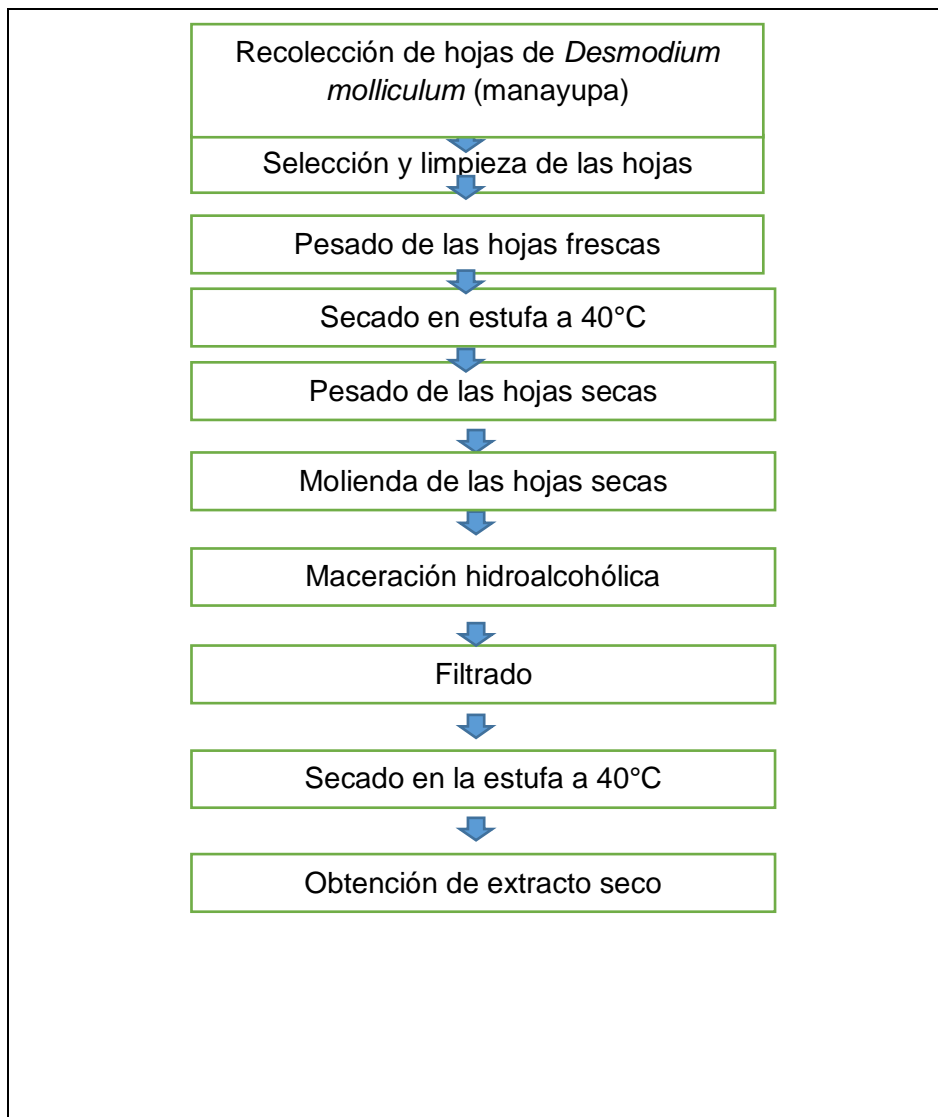 Recolección de hojas de Desmodium
molliculum (manayupa)
Selección y limpieza de las hojas
Pesado de las hojas frescas
Secado en estufa a 40°C
Pesado de las hojas secas
Molienda de las hojas secas
Maceración hidroalcohólica
Filtrado
Secado en la estufa a 40°C
Obtención de extracto seco